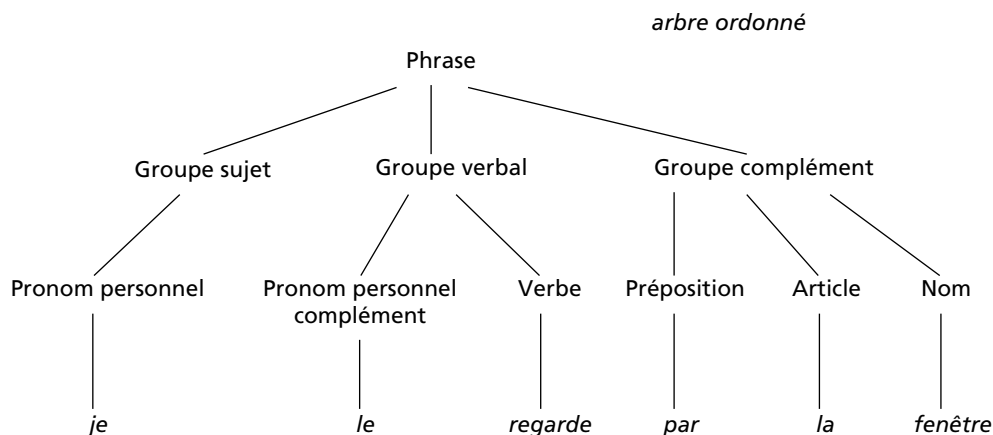 arbre ordonné
Phrase
Groupe sujet Groupe verbal Groupe complément
Pronom personnel Pronom personnel Verbe Préposition Article Nom
complément
je le regarde par la fenêtre